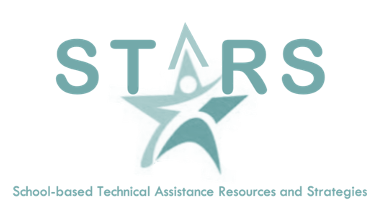 STARS
School-based Technical Assistance Resources and Strategies